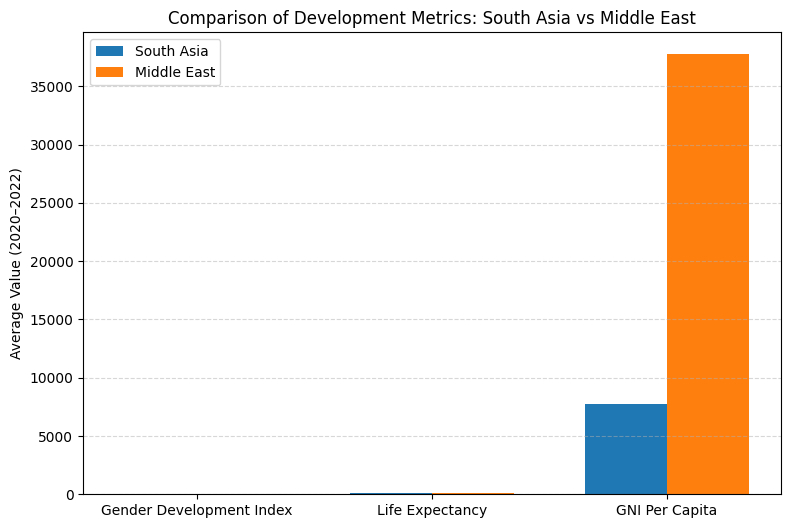 Comparison of Development Metrics: South Asia vs Middle East
South Asia
Middle East
Average Value (2020–2022)
35000
30000
25000
20000
15000
10000
5000
0
Gender Development Index
Life Expectancy
GNI Per Capita